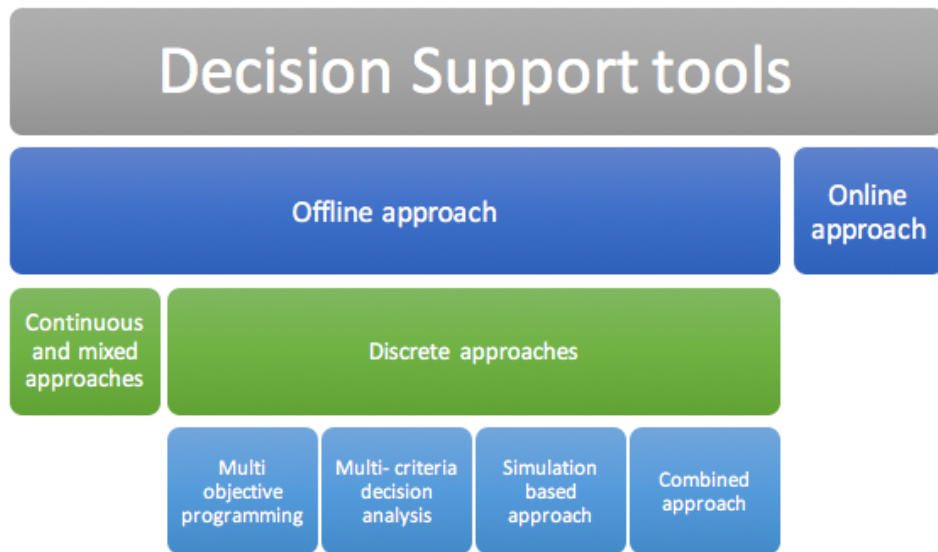 Decision Support tools
Offline approach
Online
approach
Continuous
and mixed
approaches
Discrete approaches
Multi
objective
programming
Multi- criteria
decision
analysis
Simulation
based
approach
Combined
approach